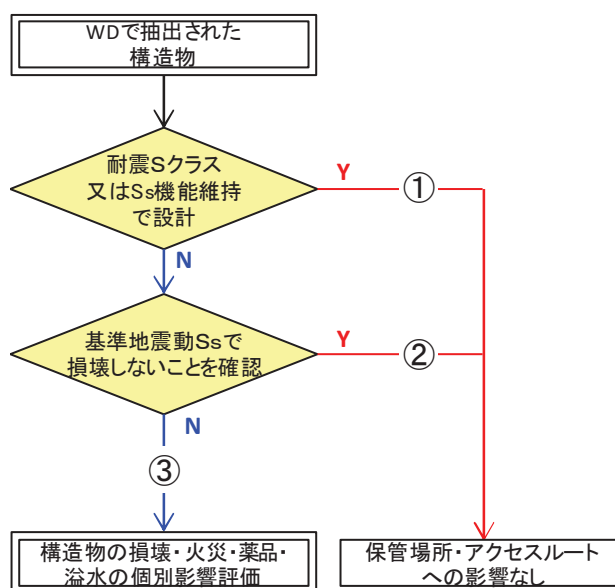 WDで抽出された
構造物
耐震Sクラス
又はSs機能維持
で設計
Y
①
N
基準地震動Ssで
損壊しないことを確認
Y
②
N
③
構造物の損壊・火災・薬品・
溢水の個別影響評価
保管場所・アクセスルート
への影響なし